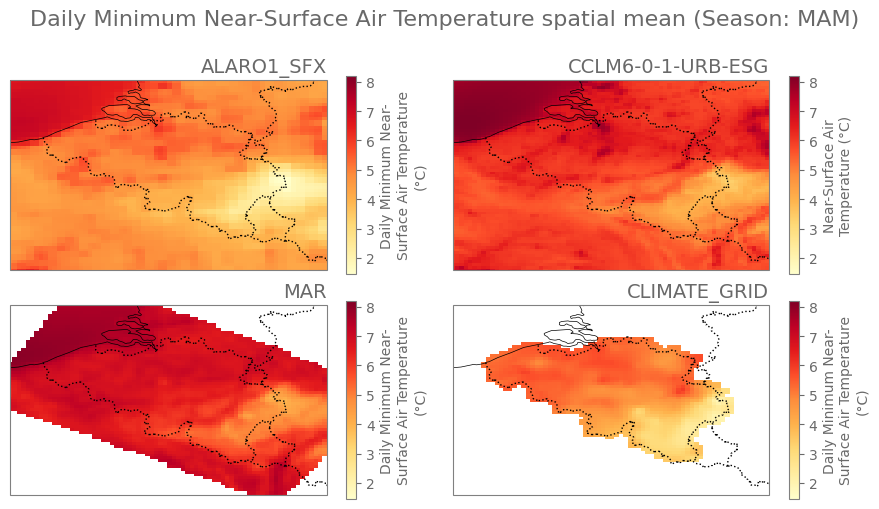 Daily Minimum Near-Surface Air Temperature spatial mean (Season: MAM)
ALARO1_SFX
8
7
6
5
4
3
2
Daily Minimum Near-
Surface Air Temperature
(°C)
CCLM6-0-1-URB-ESG
8
7
6
5
4
3
2
Near-Surface Air
Temperature (°C)
MAR
8
7
6
5
4
3
2
Daily Minimum Near-
Surface Air Temperature
(°C)
CLIMATE_GRID
8
7
6
5
4
3
2
Daily Minimum Near-
Surface Air Temperature
(°C)